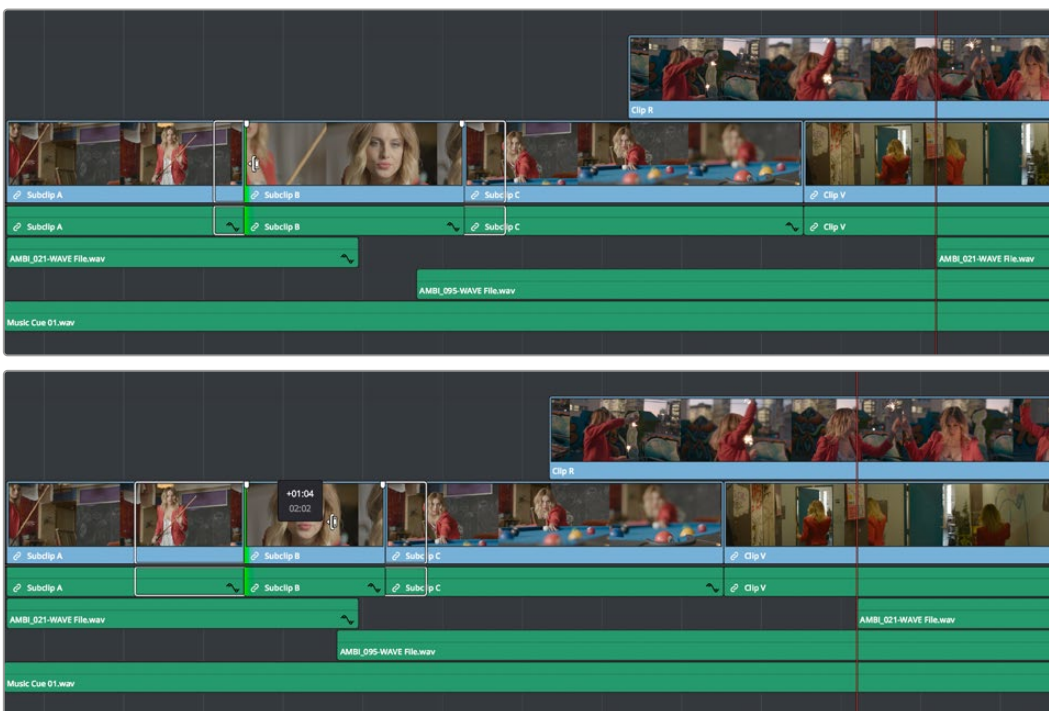 Clip R
Subclip A
Subclip B
Subclip C
Clip V
Subclip A
Subclip B
Subclip C
Clip V
AMBI_021-WAVE File.wav
AMBI_021-WAVE File.wav
AMBI_095-WAVE File.wav
Music Cue 01.wav
Clip R
+01:04
02:02
Subclip A
Subclip B
Subclip C
Clip V
Subclip A
Subclip B
Subclip C
Clip V
AMBI_021-WAVE File.wav
AMBI_021-WAVE File.wav
AMBI_095-WAVE File.wav
Music Cue 01.wav